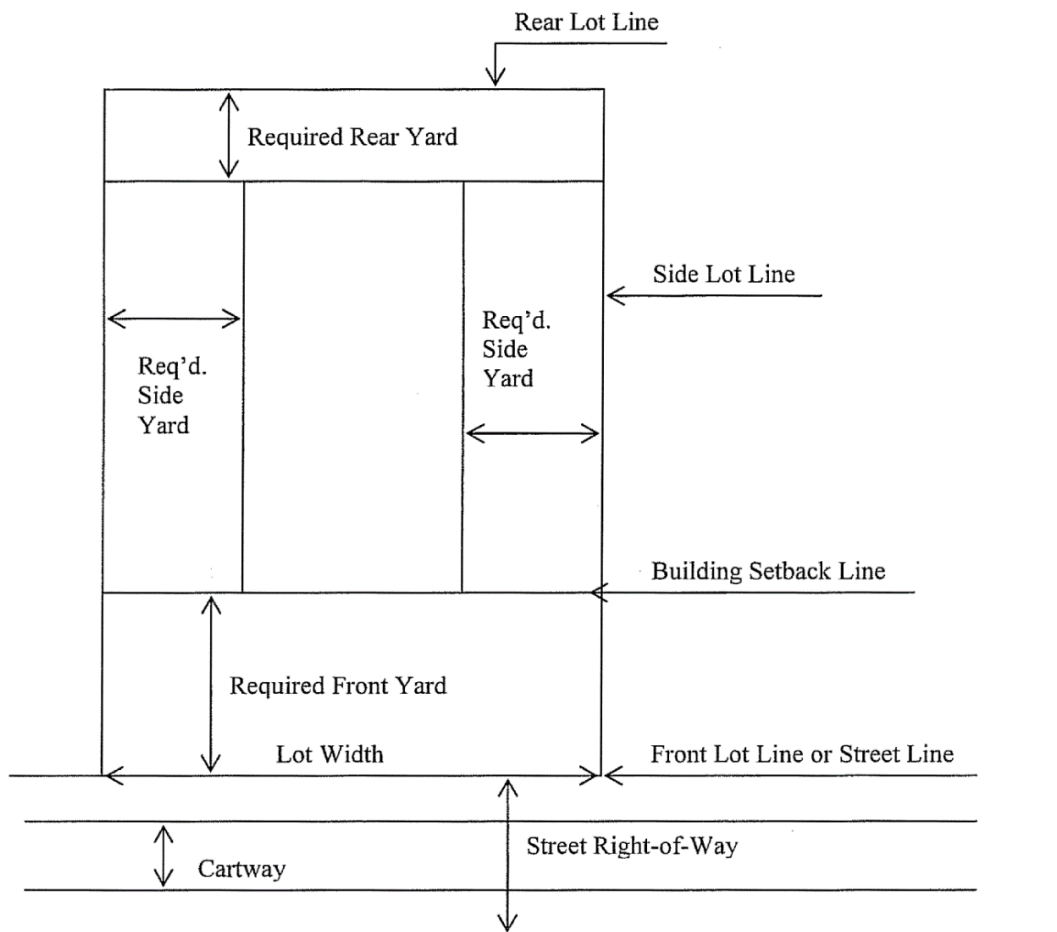 Rear Lot Line
Required Rear Yard
Side Lot Line
Req’d.
Side
Yard
Req’d.
Side
Yard
Building Setback Line
Required Front Yard
Lot Width
Front Lot Line or Street Line
Street Right-of-Way
Cartway